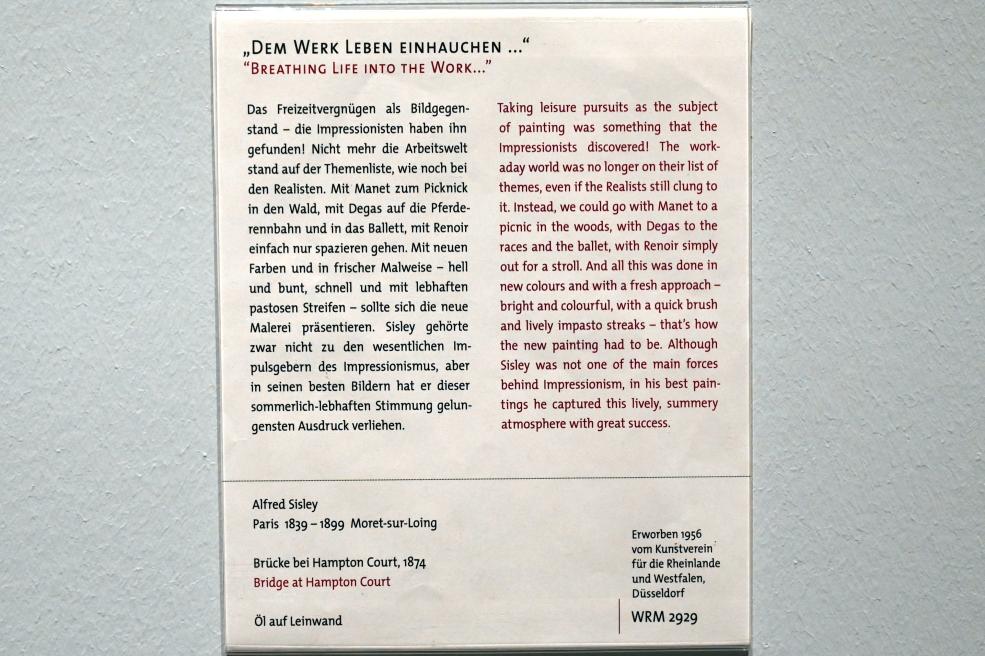 „Dem Werk Leben einhauchen ...“
“Breathing Life into the Work...”
Das Freizeitvergnügen als Bildgegen-
stand – die Impressionisten haben ihn
gefunden! Nicht mehr die Arbeitswelt
stand auf der Themenliste, wie noch bei
den Realisten. Mit Manet zum Picknick
in den Wald, mit Degas auf die Pferde-
rennbahn und in das Ballett, mit Renoir
einfach nur spazieren gehen. Mit neuen
Farben und in frischer Malweise – hell
und bunt, schnell und mit lebhaften
pastosen Streifen – sollte sich die neue
Malerei präsentieren. Sisley gehörte
zwar nicht zu den wesentlichen Im-
pulsgebern des Impressionismus, aber
in seinen besten Bildern hat er dieser
sommerlich-lebhaften Stimmung gelun-
gensten Ausdruck verliehen.
Taking leisure pursuits as the subject
of painting was something that the
Impressionists discovered! The work-
aday world was no longer on their list of
themes, even if the Realists still clung to
it. Instead, we could go with Manet to a
picnic in the woods, with Degas to the
races and the ballet, with Renoir simply
out for a stroll. And all this was done in
new colours and with a fresh approach –
bright and colourful, with a quick brush
and lively impasto streaks – that’s how
the new painting had to be. Although
Sisley was not one of the main forces
behind Impressionism, in his best pain-
tings he captured this lively, summery
atmosphere with great success.
Alfred Sisley
Paris 1839 – 1899 Moret-sur-Loing
Brücke bei Hampton Court, 1874
Bridge at Hampton Court
Öl auf Leinwand
Erworben 1956
vom Kunstverein
für die Rheinlande
und Westfalen,
Düsseldorf
WRM 2929